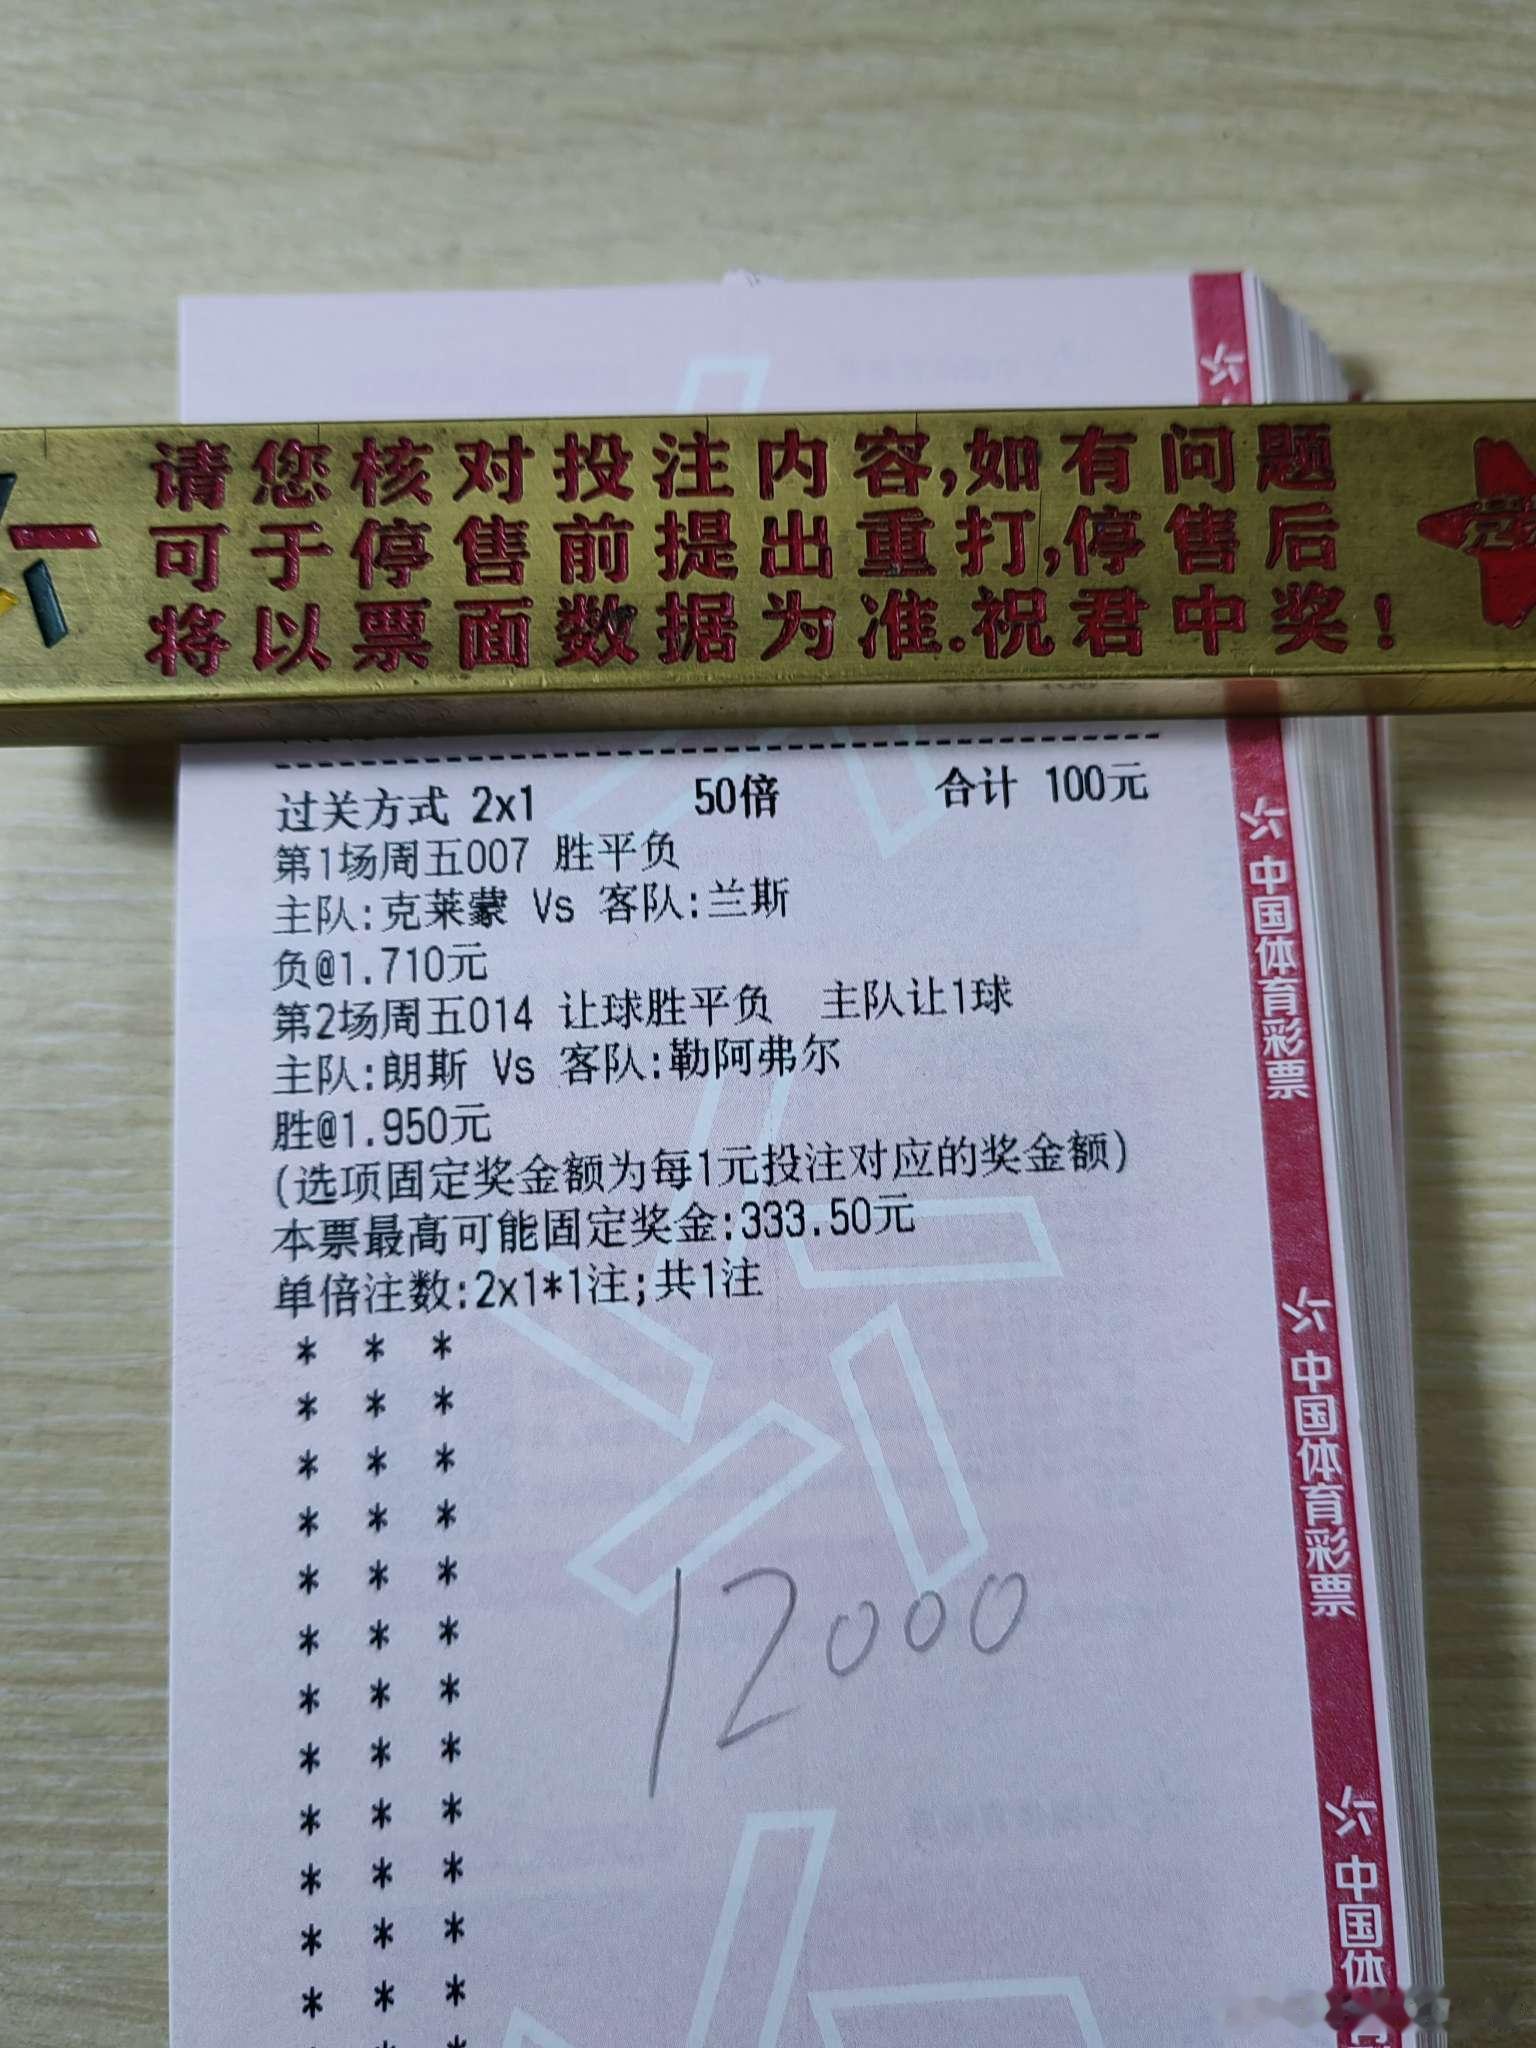 请您核对投注内容,如有问题
可于停售前提出重打,停售后
将以票面数据为准.祝君中奖!
过关方式 2x1 50倍 合计 100元
第1场周五007 胜平负
主队:克莱蒙 Vs 客队:兰斯
负@1.710元
第2场周五014 让球胜平负 主队让1球
主队:朗斯 Vs 客队:勒阿弗尔
胜@1.950元
(选项固定奖金额为每1元投注对应的奖金额)
本票最高可能固定奖金:333.50元
单倍注数:2x1*1注;共1注
* * *
* * *
* * *
* * *
* * *
* * *
* * *
* * *
* * *
* * *
* * *
* * *
12000
中国体育彩票
中国体育彩票
中国体育